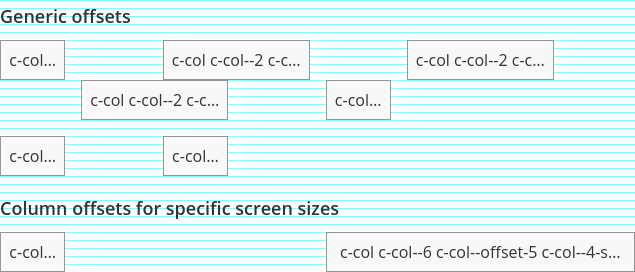 Generic offsets
c-col... c-col c-col--2 c-c... c-col c-col--2 c-c...
c-col c-col--2 c-c... c-col...
c-col... c-col...
Column offsets for specific screen sizes
c-col... c-col c-col--6 c-col--offset-5 c-col--4-s...